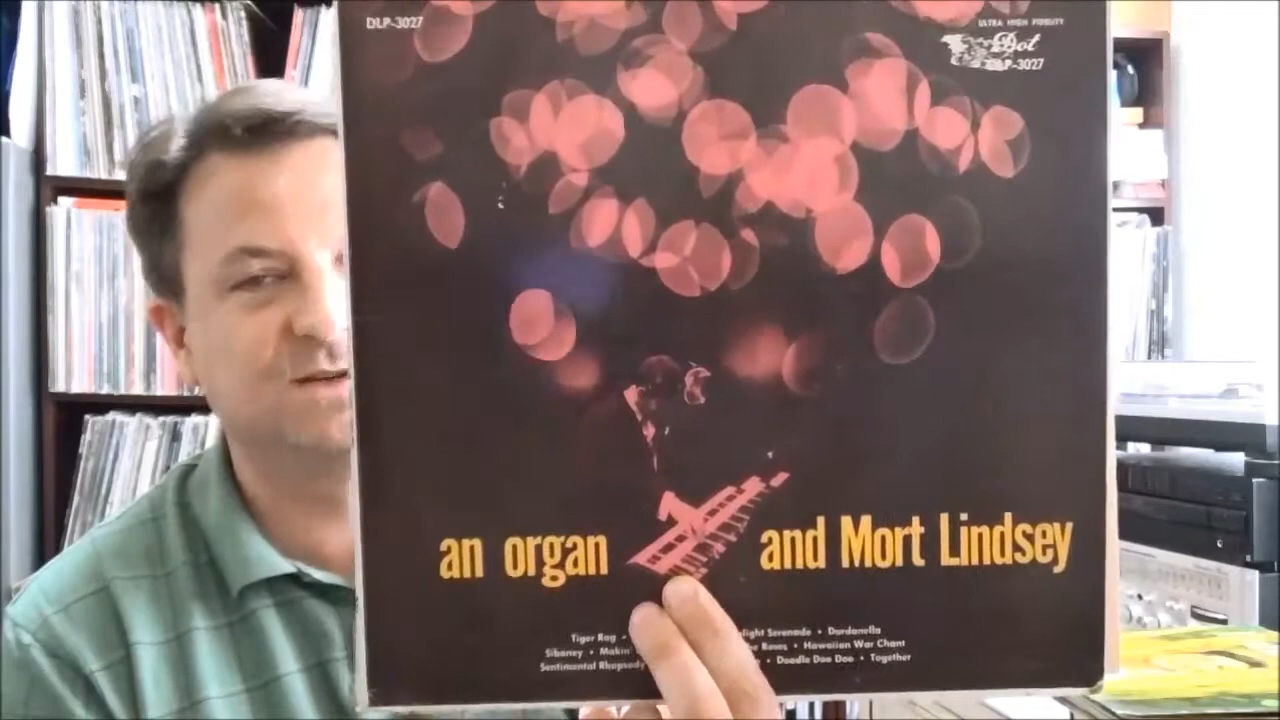 DLP-3027
ULTRA HIGH FIDELITY
Dot
DLP-3027
an organ and Mort Lindsey
Tiger Rag • light Serenade • Dardanella
Siboney • Makin' Roses • Hawaiian War Chant
Sentimental Rhapsody • Doodle Doo Doo • Together